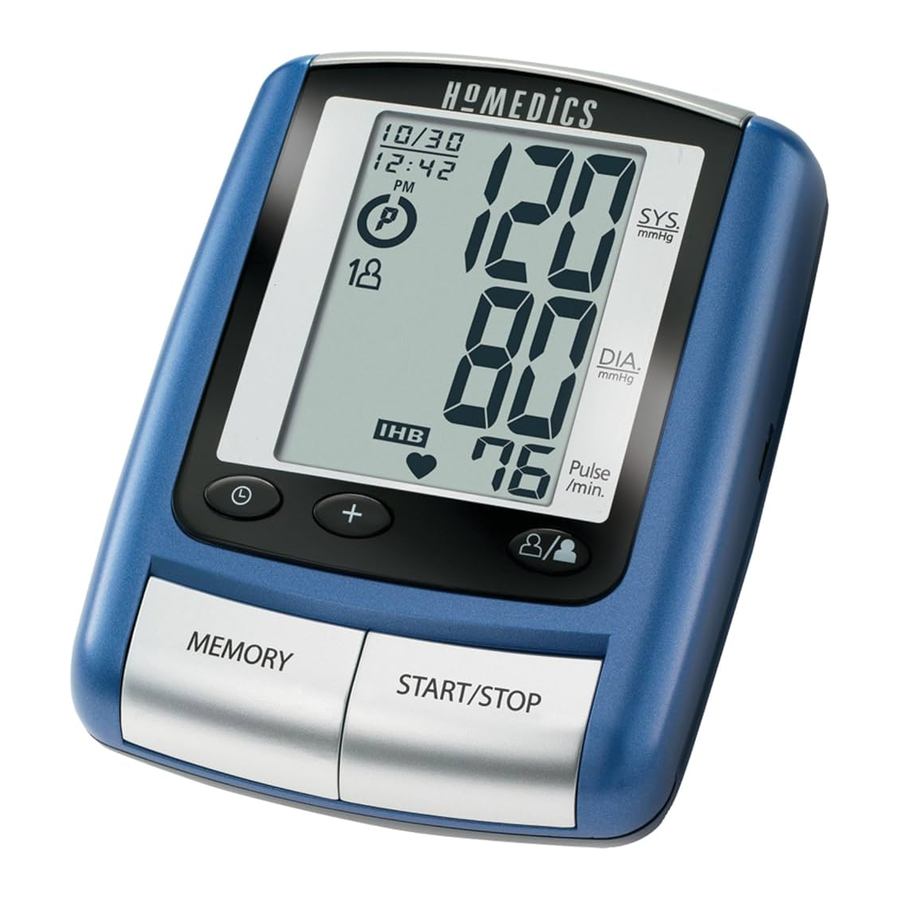 HoMEDiCS
10/30
12:42
PM
P
1
120
SYS.
mmHg
80
DIA.
mmHg
IHB
76
Pulse
/min.
+
/
MEMORY
START/STOP